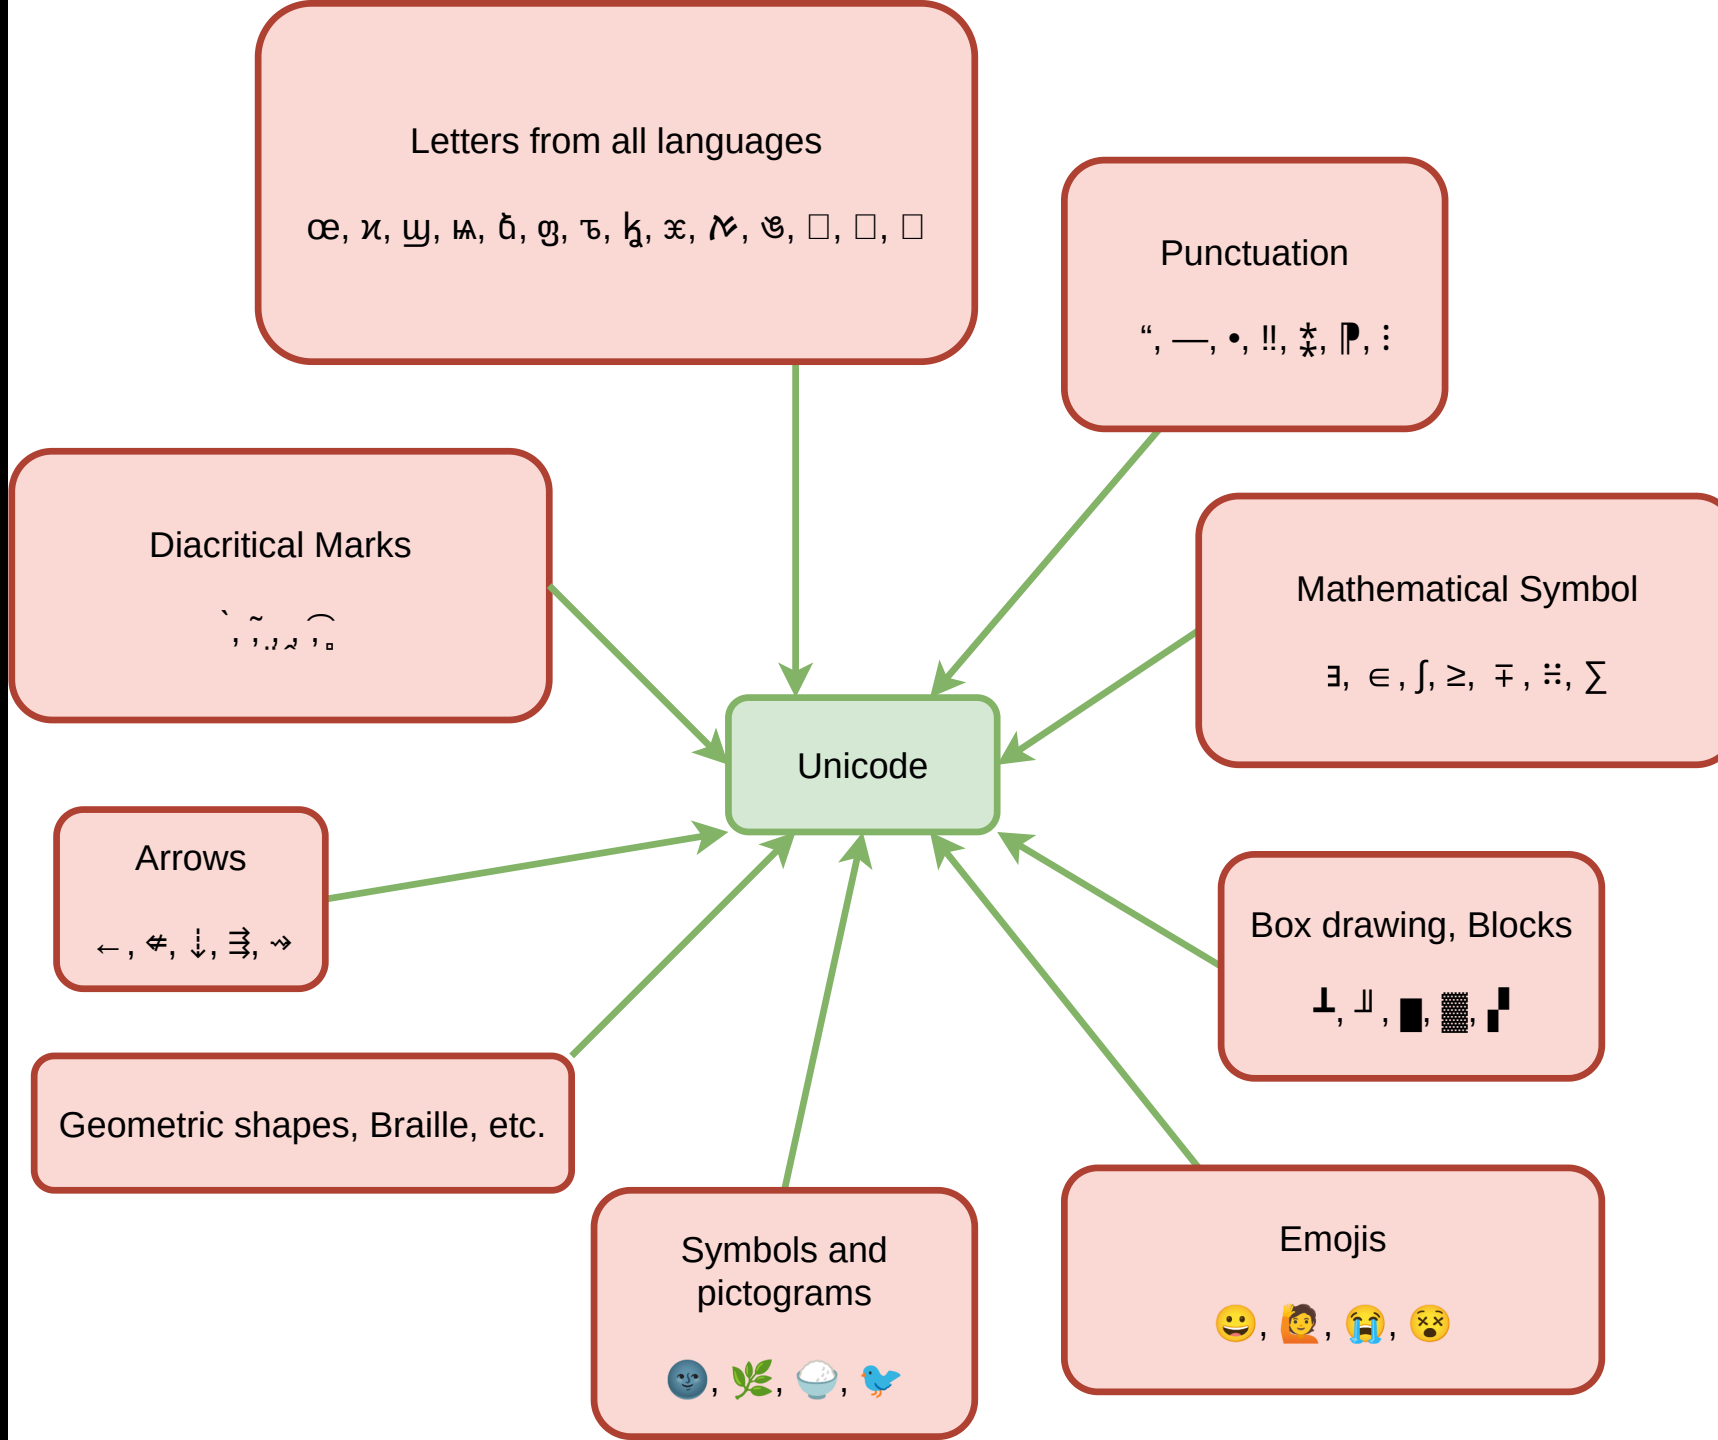 Letters from all languages
œ, ϰ, щ, ѩ, ծ, ფ, ҕ, ᶄ, ӿ
Punctuation
“, —, •, ‼, ⁑, ⁋, ⁝
Diacritical Marks
Mathematical Symbol
∃, ∈, ∫, ≥, ∓, ∺, ∑
Unicode
Arrows
←, ⇍, ⇣, ⇶, ⇝
Box drawing, Blocks
┻, ╜, ▇, ▓, ▞
Geometric shapes, Braille, etc.
Symbols and
pictograms
🌚, 🌿, 🍚, 🐦
Emojis
😀, 🙋, 😭, 😵